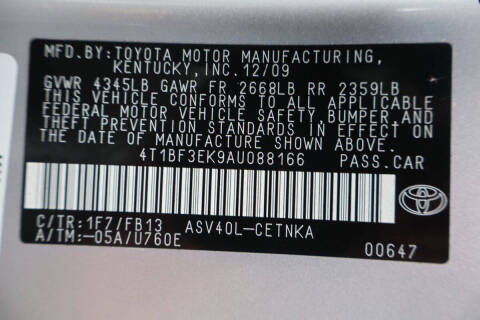 MFD.BY:TOYOTA MOTOR MANUFACTURING,
KENTUCKY,INC.12/09
GVWR 4345LB GAWR FR 2668LB RR 2359LB
THIS VEHICLE CONFORMS TO ALL APPLICABLE
FEDERAL MOTOR VEHICLE SAFETY,BUMPER,AND
THEFT PREVENTION STANDARDS IN EFFECT ON
THE DATE OF MANUFACTURE SHOWN ABOVE.
4T1BF3EK9AU088166 PASS.CAR
C/TR:1F7/FB13 ASV40L-CETNKA
A/TM:-05A/U760E
00647